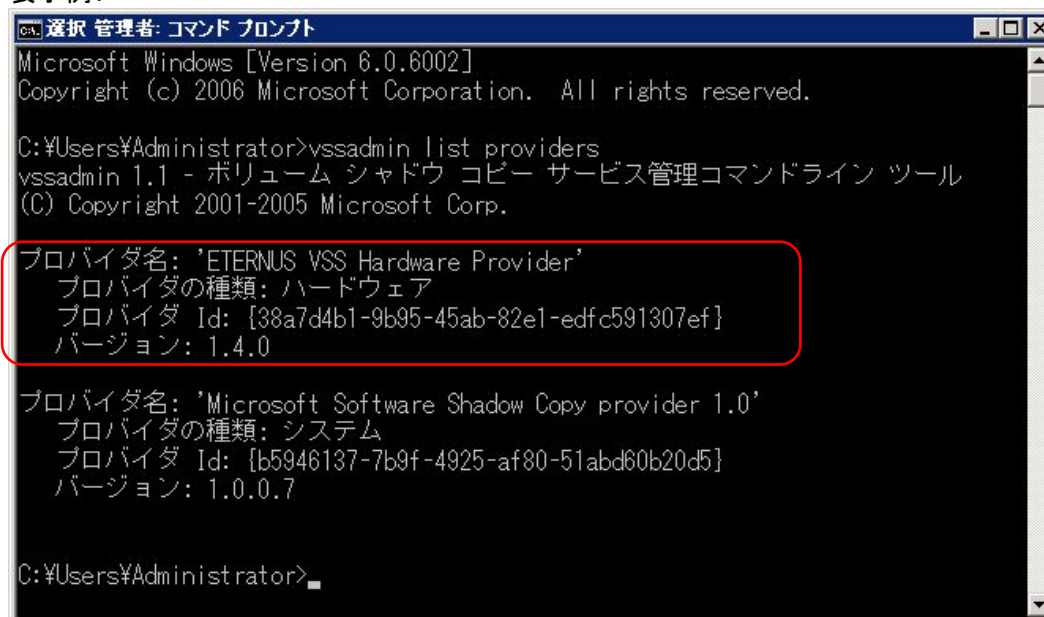 選択 管理者: コマンド プロンプト
Microsoft Windows [Version 6.0.6002]
Copyright (c) 2006 Microsoft Corporation.  All rights reserved.
C:¥Users¥Administrator>vssadmin list providers
vssadmin 1.1 - ボリューム シャドウ コピー サービス管理コマンドライン ツール
(C) Copyright 2001-2005 Microsoft Corp.
プロバイダ名: 'ETERNUS VSS Hardware Provider'
プロバイダの種類: ハードウェア
プロバイダ Id: {38a7d4b1-9b95-45ab-82e1-edfc591307ef}
バージョン: 1.4.0
プロバイダ名: 'Microsoft Software Shadow Copy provider 1.0'
プロバイダの種類: システム
プロバイダ Id: {b5946137-7b9f-4925-af80-51abd60b20d5}
バージョン: 1.0.0.7
C:¥Users¥Administrator>